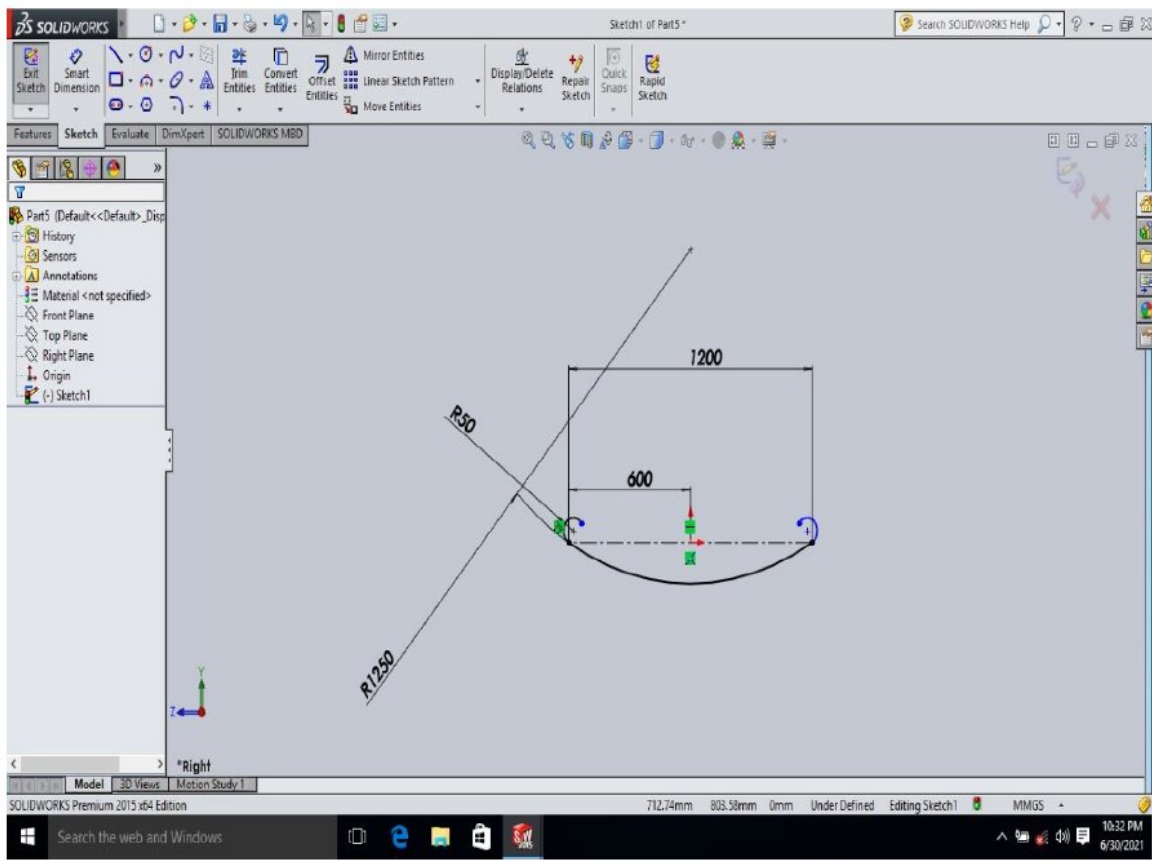 SOLIDWORKS
Sketch1 of Part5 *
Search SOLIDWORKS Help
?
Exit Sketch
Smart Dimension
Trim Entities
Convert Entities
Offset Entities
Mirror Entities
Linear Sketch Pattern
Move Entities
Display/Delete Relations
Repair Sketch
Quick Snaps
Rapid Sketch
Features Sketch Evaluate DimXpert SOLIDWORKS MBD
»
Part5 (Default<<Default>_Disp
History
Sensors
Annotations
Material <not specified>
Front Plane
Top Plane
Right Plane
Origin
(-) Sketch1
1200
R50
600
R1250
Y
Z
*Right
Model 3D Views Motion Study 1
SOLIDWORKS Premium 2015 x64 Edition
712.74mm 803.58mm 0mm Under Defined Editing Sketch1 MMGS
Search the web and Windows
10:32 PM
6/30/2021